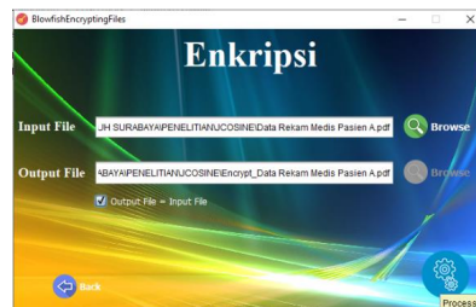 BlowfishEncryptingFiles
Enkripsi
Input File JH SURABAYA\PENELITIAN\JCOSINE\Data Rekam Medis Pasien A.pdf Browse
Output File ABAYA\PENELITIAN\JCOSINE\Encrypt_Data Rekam Medis Pasien A.pdf Browse
Output File = Input File
Back
Process